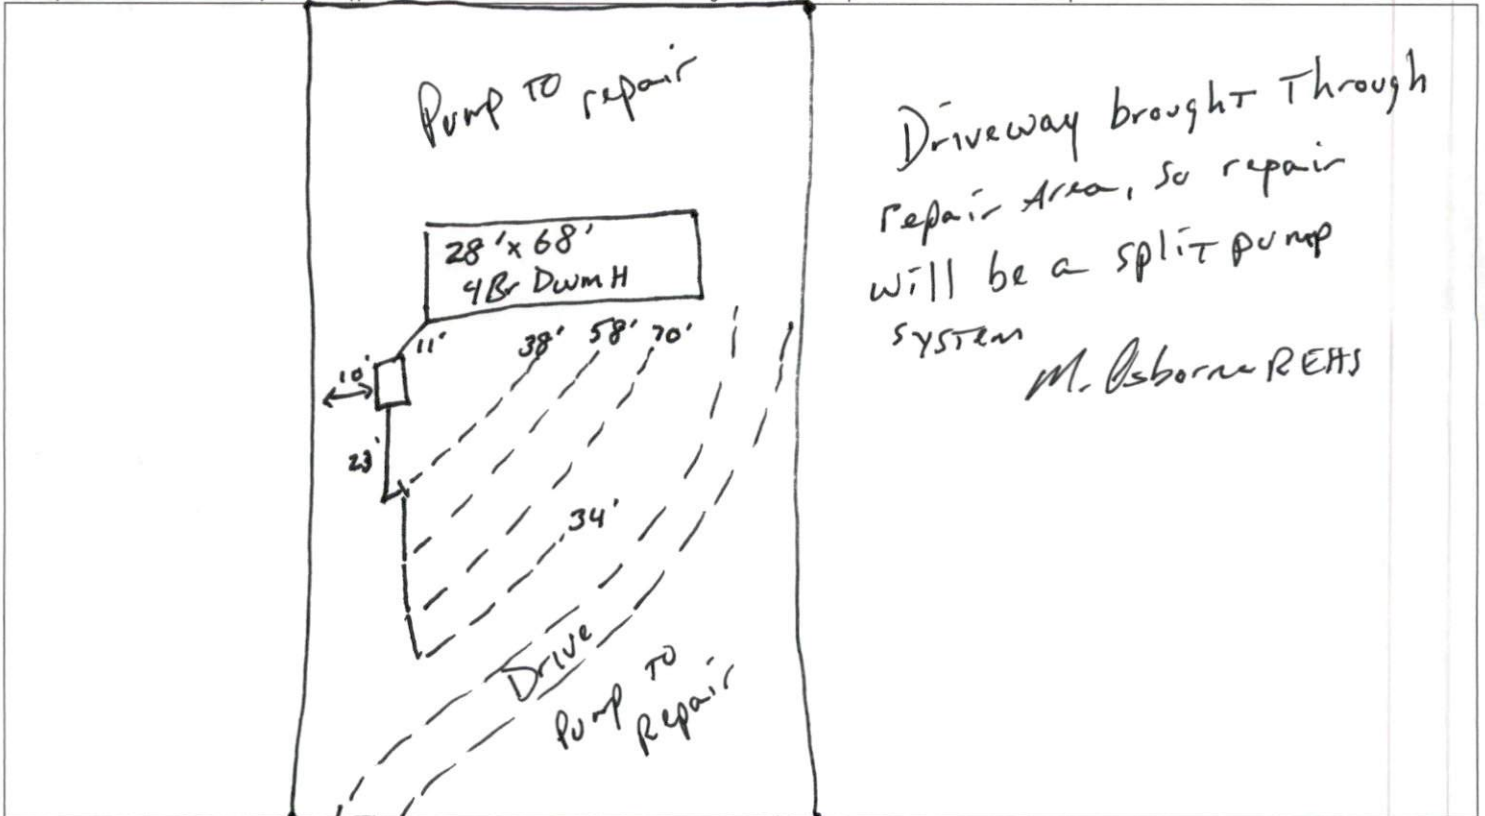 Pump TO repair
28' x 68'
4Br DwmH
11'
38'
58'
70'
10'
23'
34'
Drive
Pump TO
Repair
Driveway brought Through
repair Area, so repair
will be a split pump
system
M. Osborne REHS